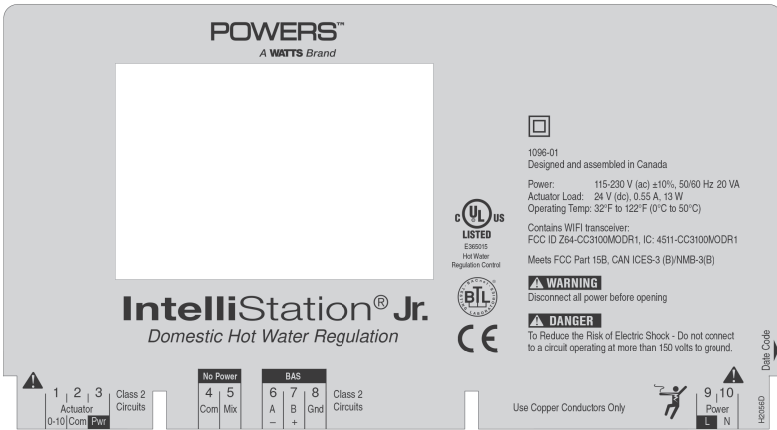 POWERS™
A WATTS Brand
IntelliStation® Jr.
Domestic Hot Water Regulation
C UL US
LISTED
E365015
Hot Water
Regulation Control
BACnet
BTL
CE
1096-01
Designed and assembled in Canada
Power: 115-230 V (ac) ±10%, 50/60 Hz 20 VA
Actuator Load: 24 V (dc), 0.55 A, 13 W
Operating Temp: 32°F to 122°F (0°C to 50°C)
Contains WIFI transceiver:
FCC ID Z64-CC3100MODR1, IC: 4511-CC3100MODR1
Meets FCC Part 15B, CAN ICES-3 (B)/NMB-3(B)
WARNING
Disconnect all power before opening
DANGER
To Reduce the Risk of Electric Shock - Do not connect
to a circuit operating at more than 150 volts to ground.
Date Code
1 2 3 Class 2
Actuator Circuits
0-10 Com Pwr
No Power
4 5
Com Mix
BAS
6 7 8 Class 2
A B Gnd Circuits
– +
Use Copper Conductors Only
9 10
Power
L N
H2056D